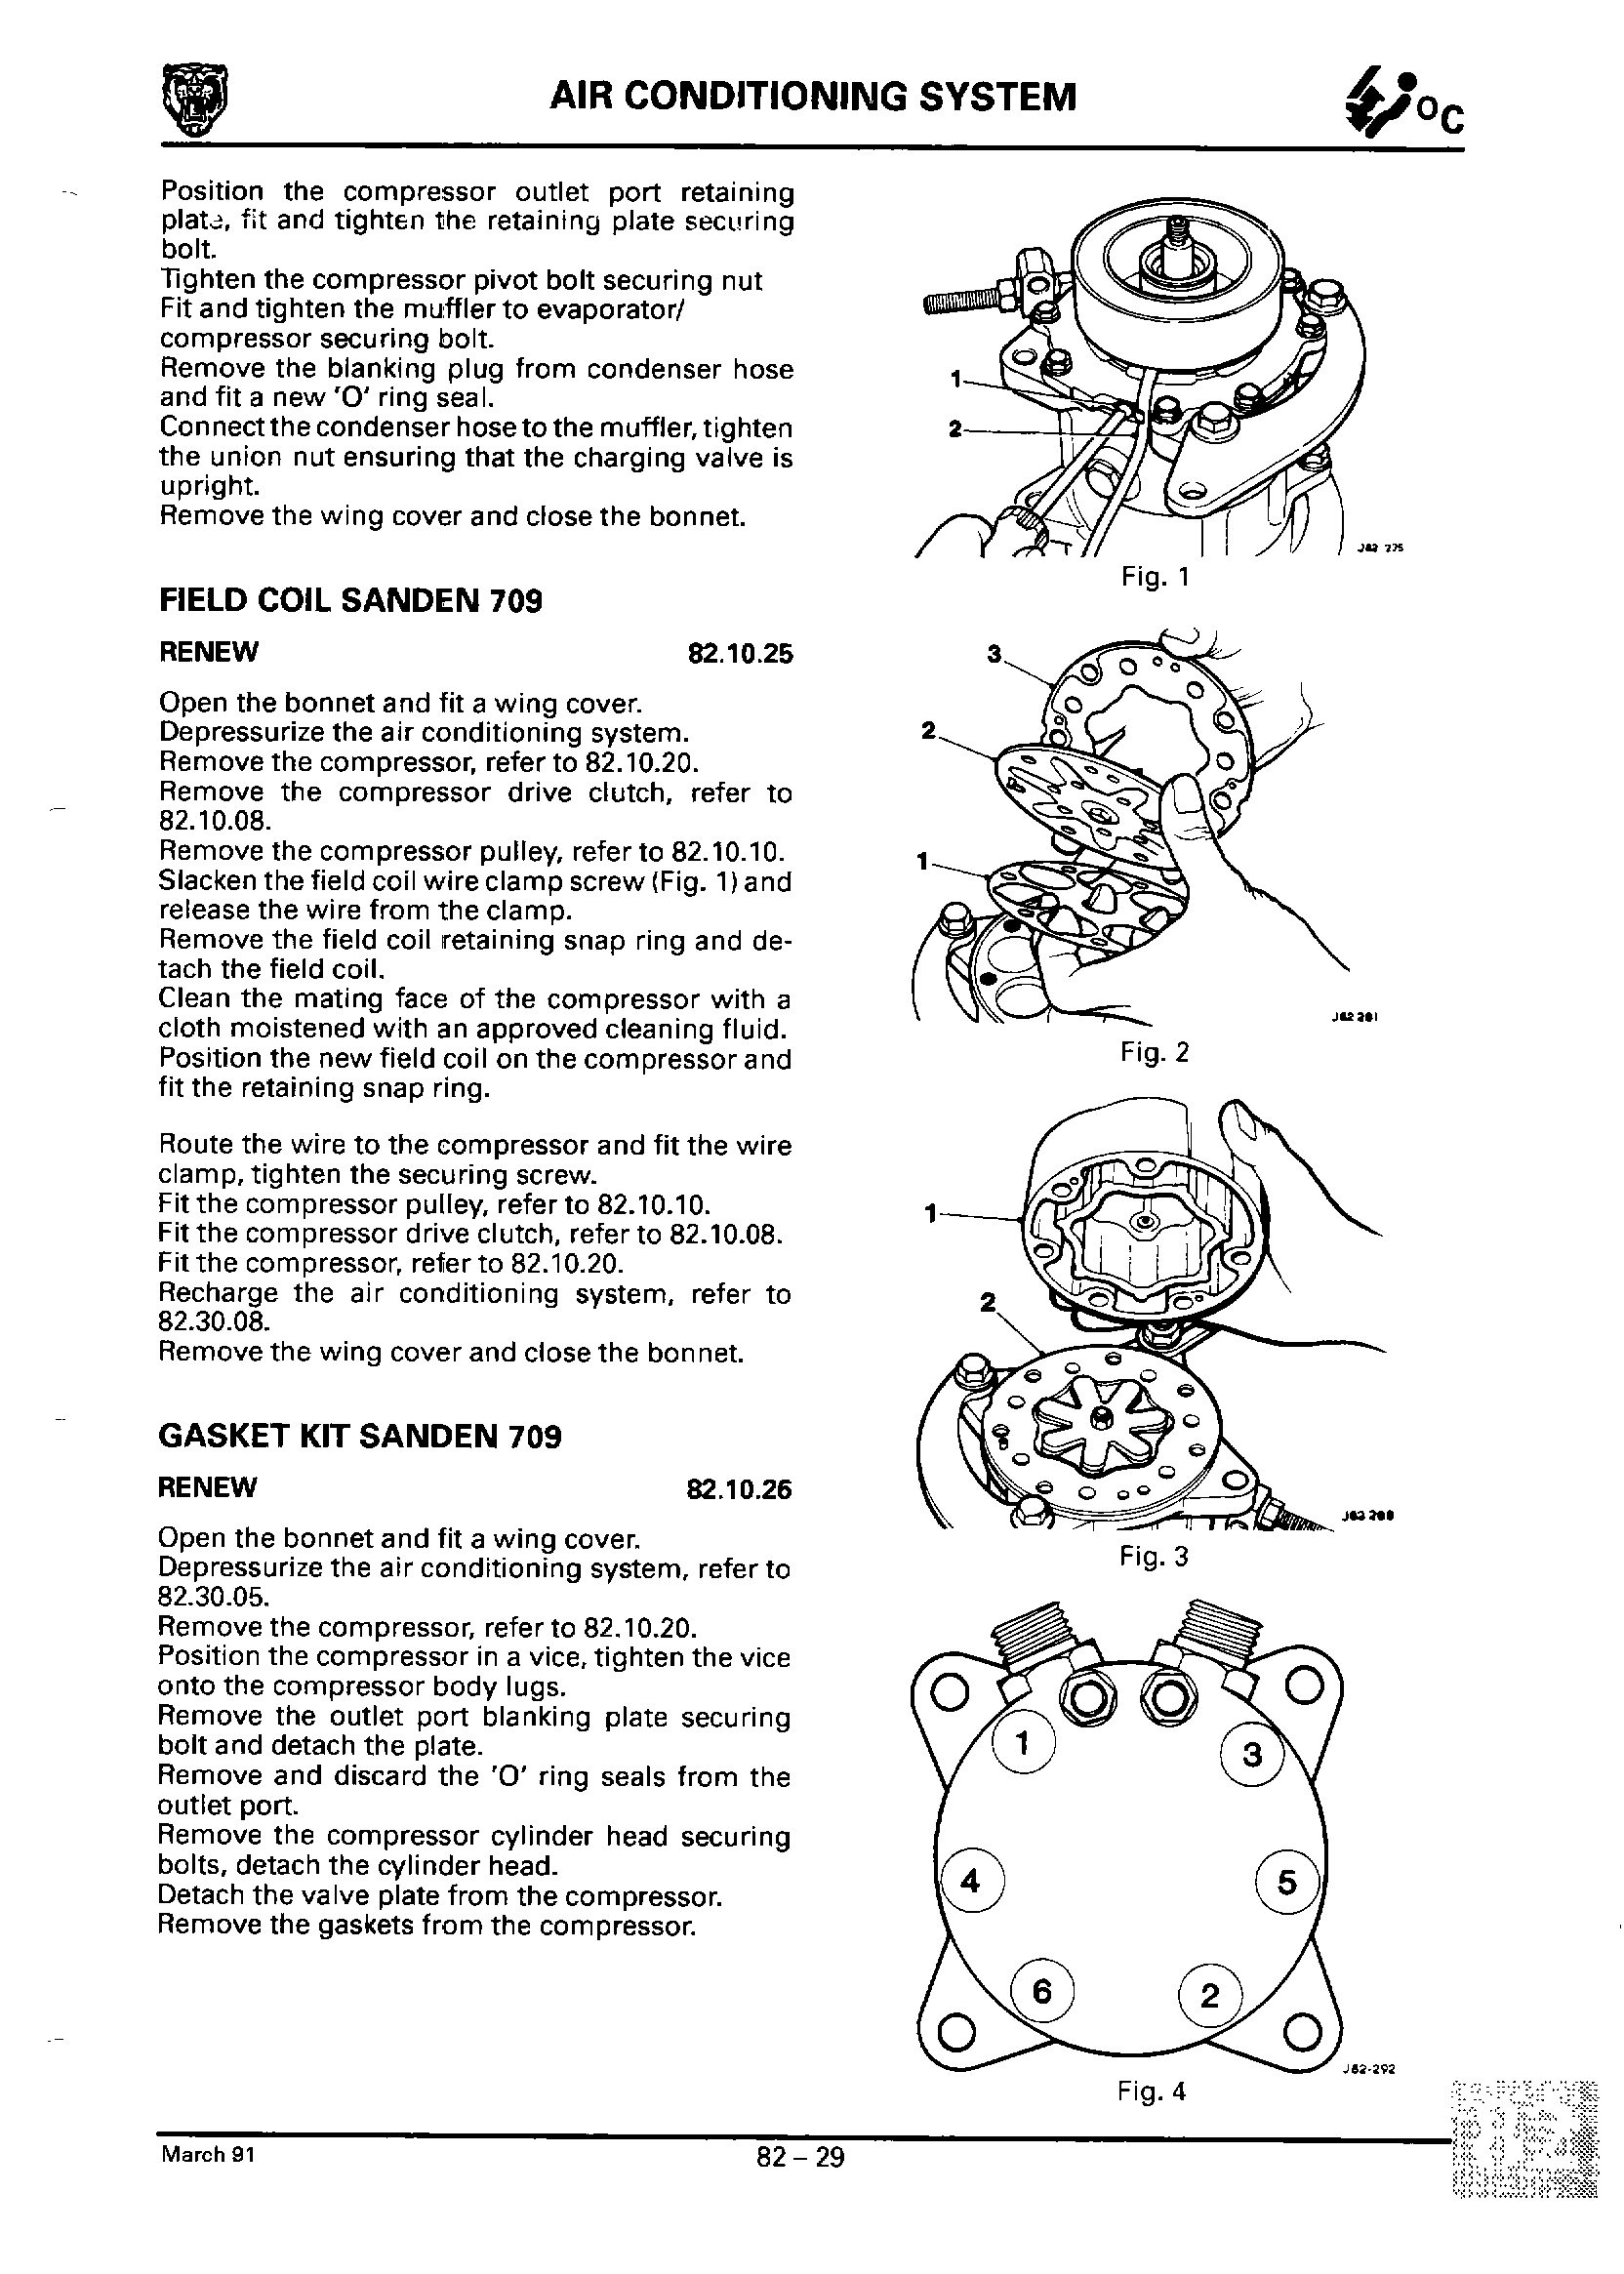 AIR CONDITIONING SYSTEM
°C
Position the compressor outlet port retaining
plate, fit and tighten the retaining plate securing
bolt.
Tighten the compressor pivot bolt securing nut
Fit and tighten the muffler to evaporator/
compressor securing bolt.
Remove the blanking plug from condenser hose
and fit a new 'O' ring seal.
Connect the condenser hose to the muffler, tighten
the union nut ensuring that the charging valve is
upright.
Remove the wing cover and close the bonnet.
FIELD COIL SANDEN 709
RENEW 82.10.25
Open the bonnet and fit a wing cover.
Depressurize the air conditioning system.
Remove the compressor, refer to 82.10.20.
Remove the compressor drive clutch, refer to
82.10.08.
Remove the compressor pulley, refer to 82.10.10.
Slacken the field coil wire clamp screw (Fig. 1) and
release the wire from the clamp.
Remove the field coil retaining snap ring and de-
tach the field coil.
Clean the mating face of the compressor with a
cloth moistened with an approved cleaning fluid.
Position the new field coil on the compressor and
fit the retaining snap ring.
Route the wire to the compressor and fit the wire
clamp, tighten the securing screw.
Fit the compressor pulley, refer to 82.10.10.
Fit the compressor drive clutch, refer to 82.10.08.
Fit the compressor, refer to 82.10.20.
Recharge the air conditioning system, refer to
82.30.08.
Remove the wing cover and close the bonnet.
GASKET KIT SANDEN 709
RENEW 82.10.26
Open the bonnet and fit a wing cover.
Depressurize the air conditioning system, refer to
82.30.05.
Remove the compressor, refer to 82.10.20.
Position the compressor in a vice, tighten the vice
onto the compressor body lugs.
Remove the outlet port blanking plate securing
bolt and detach the plate.
Remove and discard the 'O' ring seals from the
outlet port.
Remove the compressor cylinder head securing
bolts, detach the cylinder head.
Detach the valve plate from the compressor.
Remove the gaskets from the compressor.
1
2
J82 275
Fig. 1
3
2
1
J82 281
Fig. 2
1
2
Fig. 3
1
3
4
5
6
2
J82-292
Fig. 4
March 91
82 – 29